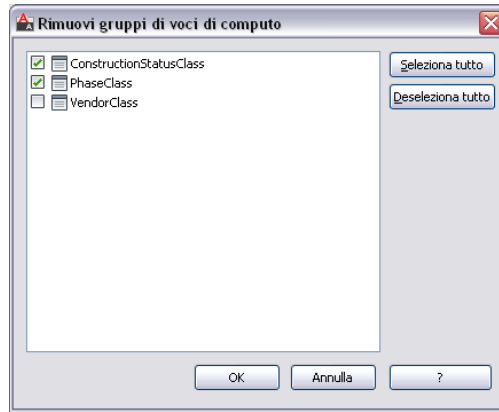 Rimuovi gruppi di voci di computo
ConstructionStatusClass
PhaseClass
VendorClass
Seleziona tutto
Deseleziona tutto
OK
Annulla
?